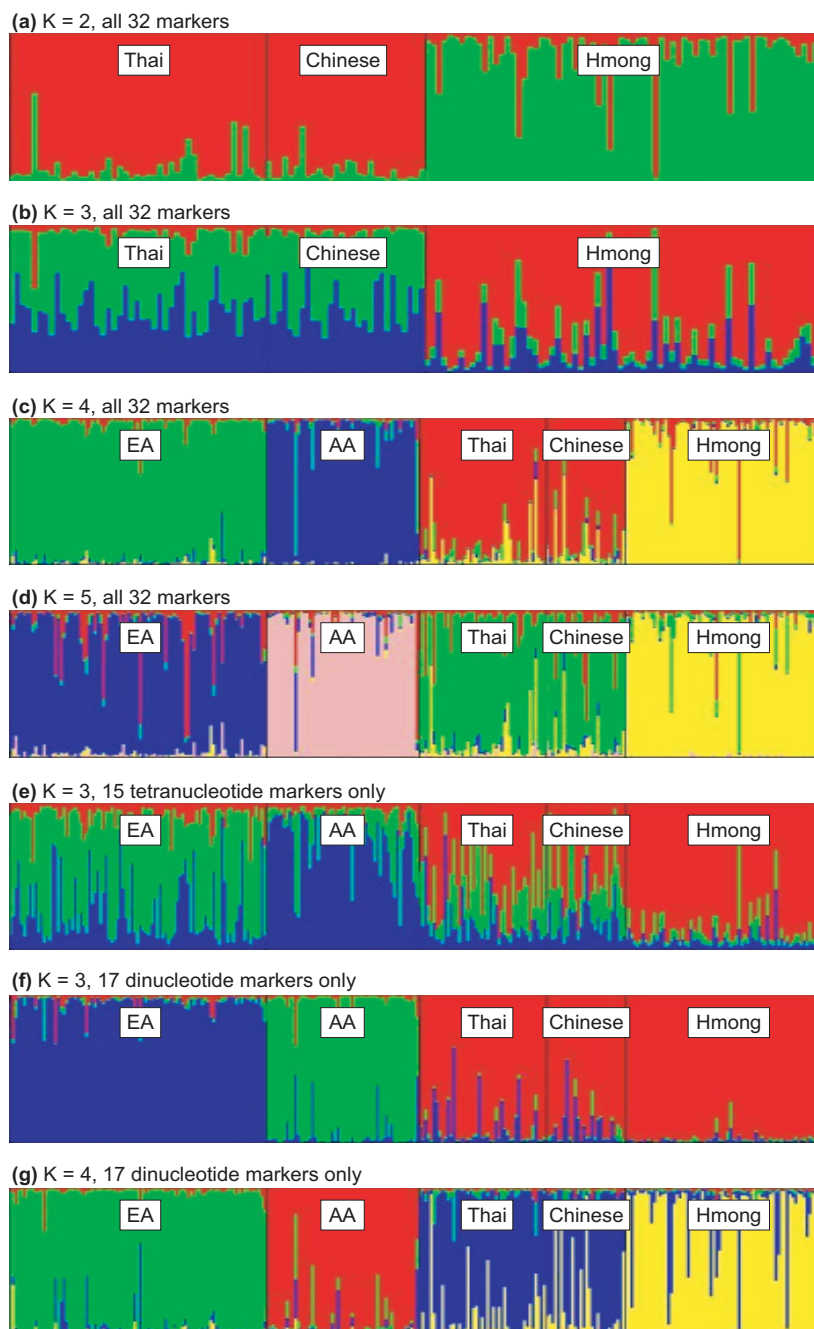 (a) K = 2, all 32 markers
Thai Chinese Hmong
(b) K = 3, all 32 markers
Thai Chinese Hmong
(c) K = 4, all 32 markers
EA AA Thai Chinese Hmong
(d) K = 5, all 32 markers
EA AA Thai Chinese Hmong
(e) K = 3, 15 tetranucleotide markers only
EA AA Thai Chinese Hmong
(f) K = 3, 17 dinucleotide markers only
EA AA Thai Chinese Hmong
(g) K = 4, 17 dinucleotide markers only
EA AA Thai Chinese Hmong